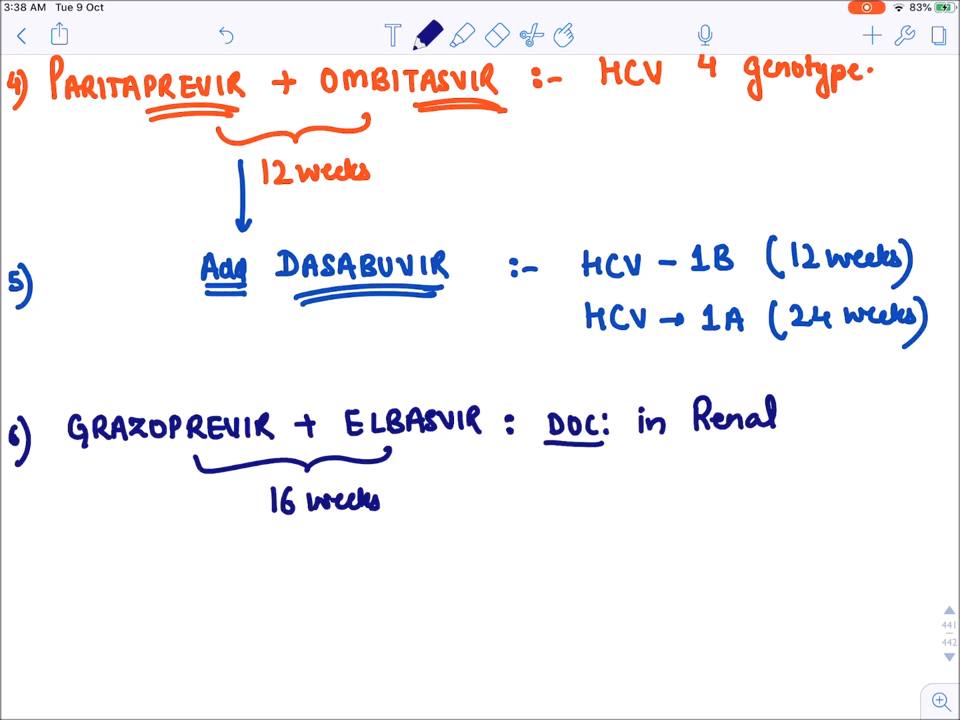 3:38 AM Tue 9 Oct 83%
T
4) PARITAPREVIR + OMBITASVIR :- HCV 4 genotype.
12 weeks
5) Add DASABUVIR :- HCV - 1B (12 weeks)
HCV → 1A (24 weeks)
6) GRAZOPREVIR + ELBASVIR : DOC: in Renal
16 weeks
441
442